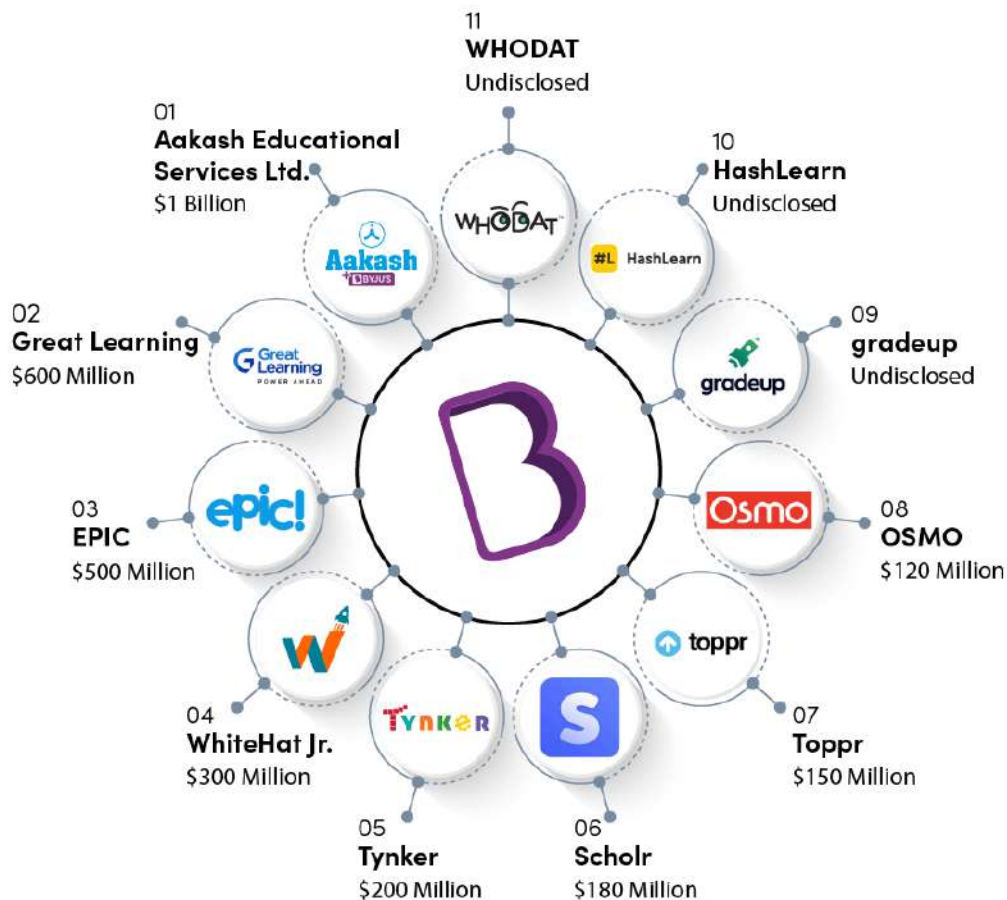 11
WHODAT
Undisclosed
01
Aakash Educational
Services Ltd.
$1 Billion
10
HashLearn
Undisclosed
WHODAT™
#L HashLearn
Aakash
+ BYJU'S
02
Great Learning
$600 Million
Great
Learning
POWER AHEAD
09
gradeup
Undisclosed
gradeup
B
03
EPIC
$500 Million
epic!
Osmo
08
OSMO
$120 Million
W
toppr
04
WhiteHat Jr.
$300 Million
TYNKER
S
07
Toppr
$150 Million
05
Tynker
$200 Million
06
Scholr
$180 Million